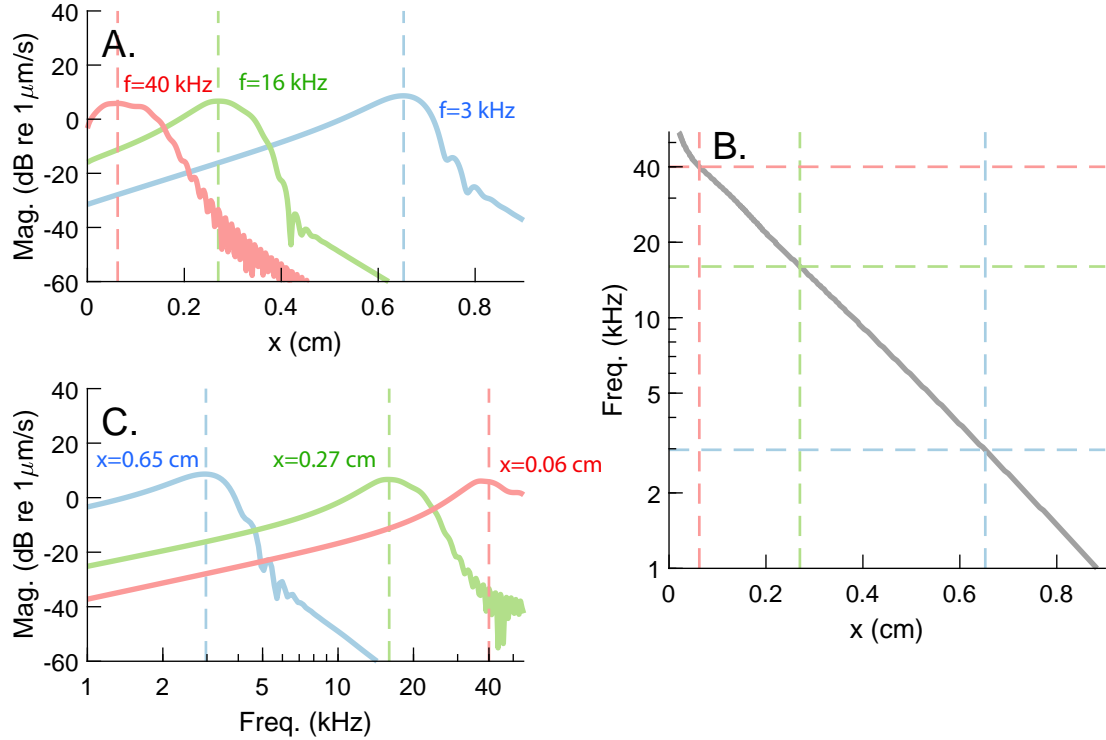 A.
40
20
0
-20
-40
-60
Mag. (dB re 1μm/s)
f=40 kHz
f=16 kHz
f=3 kHz
0 0.2 0.4 0.6 0.8
x (cm)
B.
40
20
10
5
2
1
Freq. (kHz)
0 0.2 0.4 0.6 0.8
x (cm)
C.
40
20
0
-20
-40
-60
Mag. (dB re 1μm/s)
x=0.65 cm
x=0.27 cm
x=0.06 cm
1 2 5 10 20 40
Freq. (kHz)